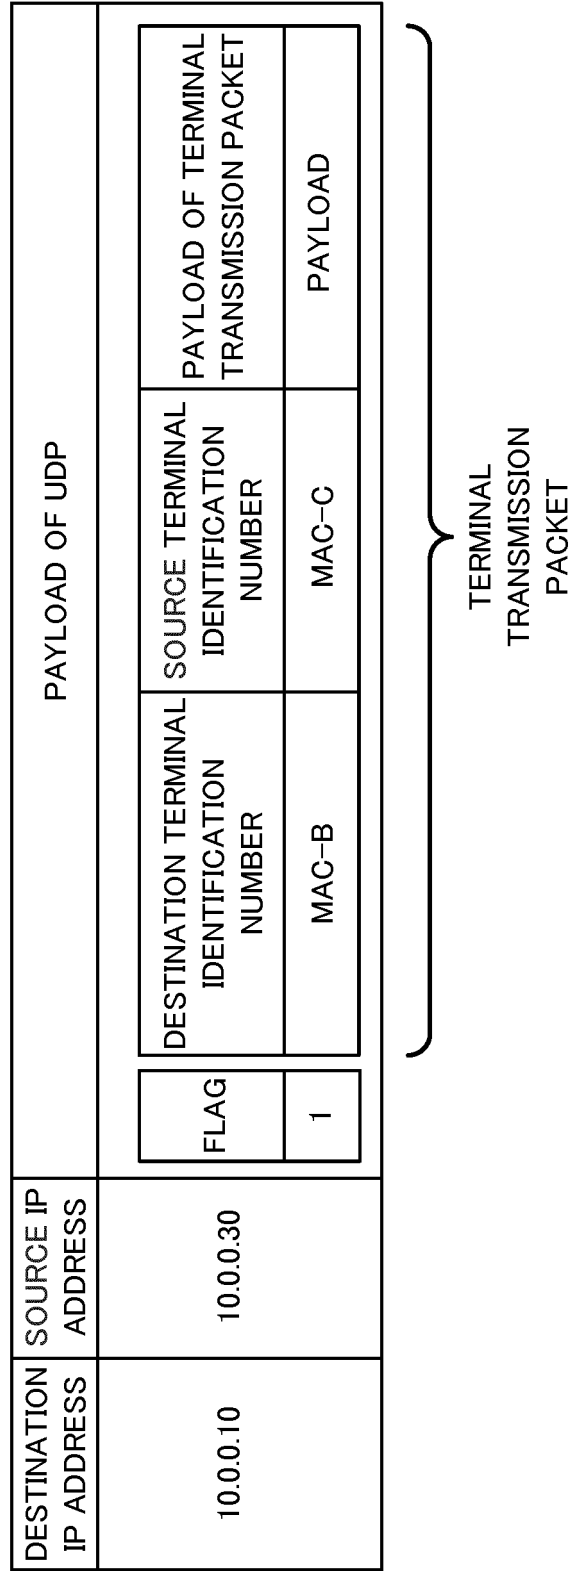 DESTINATION
IP ADDRESS
SOURCE IP
ADDRESS
PAYLOAD OF UDP
10.0.0.10
10.0.0.30
FLAG
1
DESTINATION TERMINAL
IDENTIFICATION
NUMBER
SOURCE TERMINAL
IDENTIFICATION
NUMBER
PAYLOAD OF TERMINAL
TRANSMISSION PACKET
MAC-B
MAC-C
PAYLOAD
TERMINAL
TRANSMISSION
PACKET